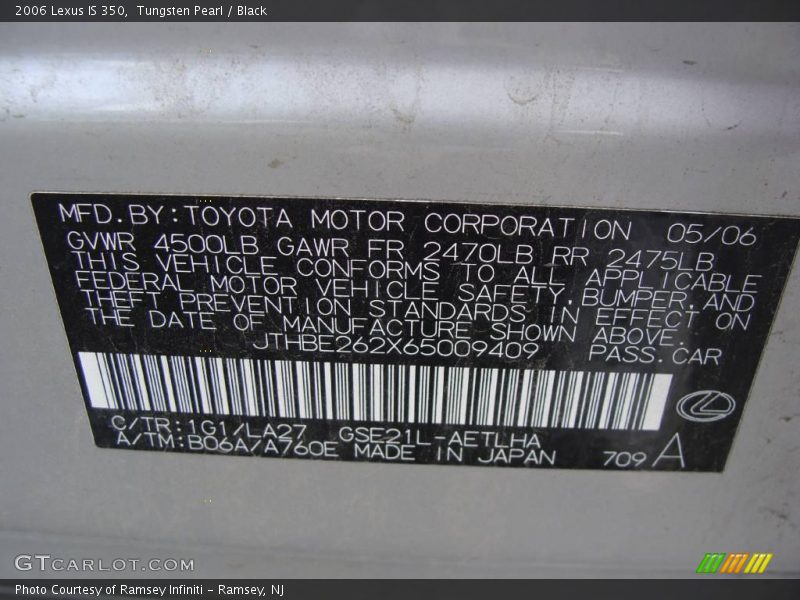 2006 Lexus IS 350, Tungsten Pearl / Black
MFD. BY: TOYOTA MOTOR CORPORATION 05/06
GVWR 4500LB GAWR FR 2470LB RR 2475LB
THIS VEHICLE CONFORMS TO ALL APPLICABLE
FEDERAL MOTOR VEHICLE SAFETY, BUMPER, AND
THEFT PREVENTION STANDARDS IN EFFECT ON
THE DATE OF MANUFACTURE SHOWN ABOVE.
JTHBE262X65009409 PASS. CAR
C/TR: 1G1/LA27 GSE21L-AETLHA
A/TM: B06A/A760E MADE IN JAPAN 709 A
GTCARLOT.COM
Photo Courtesy of Ramsey Infiniti – Ramsey, NJ